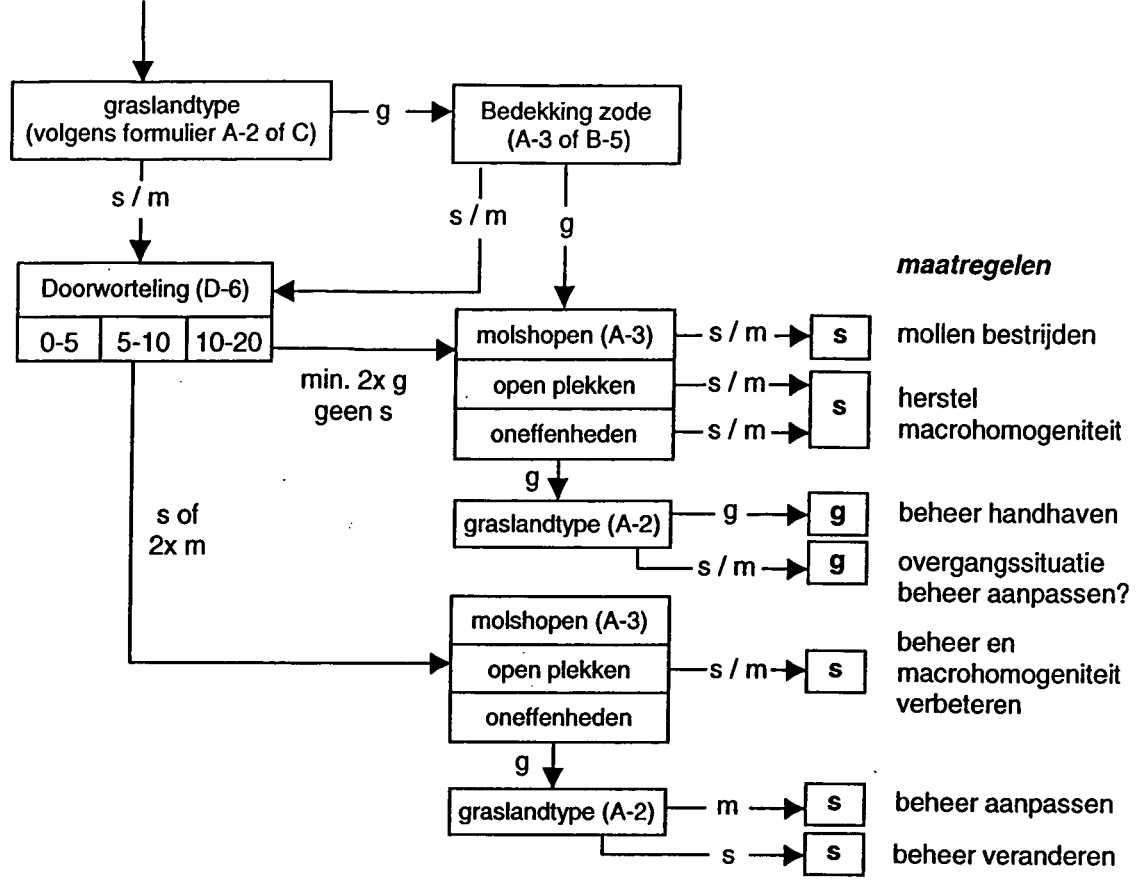 graslandtype
(volgens formulier A-2 of C)
g
Bedekking zode
(A-3 of B-5)
s / m
s / m
g
maatregelen
Doorworteling (D-6)
0-5 5-10 10-20
min. 2x g
geen s
molshopen (A-3)
s / m
s
mollen bestrijden
open plekken
s / m
s
herstel
macrohomogeniteit
oneffenheden
s / m
g
s of
2x m
graslandtype (A-2)
g
g
beheer handhaven
s / m
g
overgangssituatie
beheer aanpassen?
molshopen (A-3)
open plekken
oneffenheden
s / m
s
beheer en
macrohomogeniteit
verbeteren
g
graslandtype (A-2)
m
s
beheer aanpassen
s
s
beheer veranderen